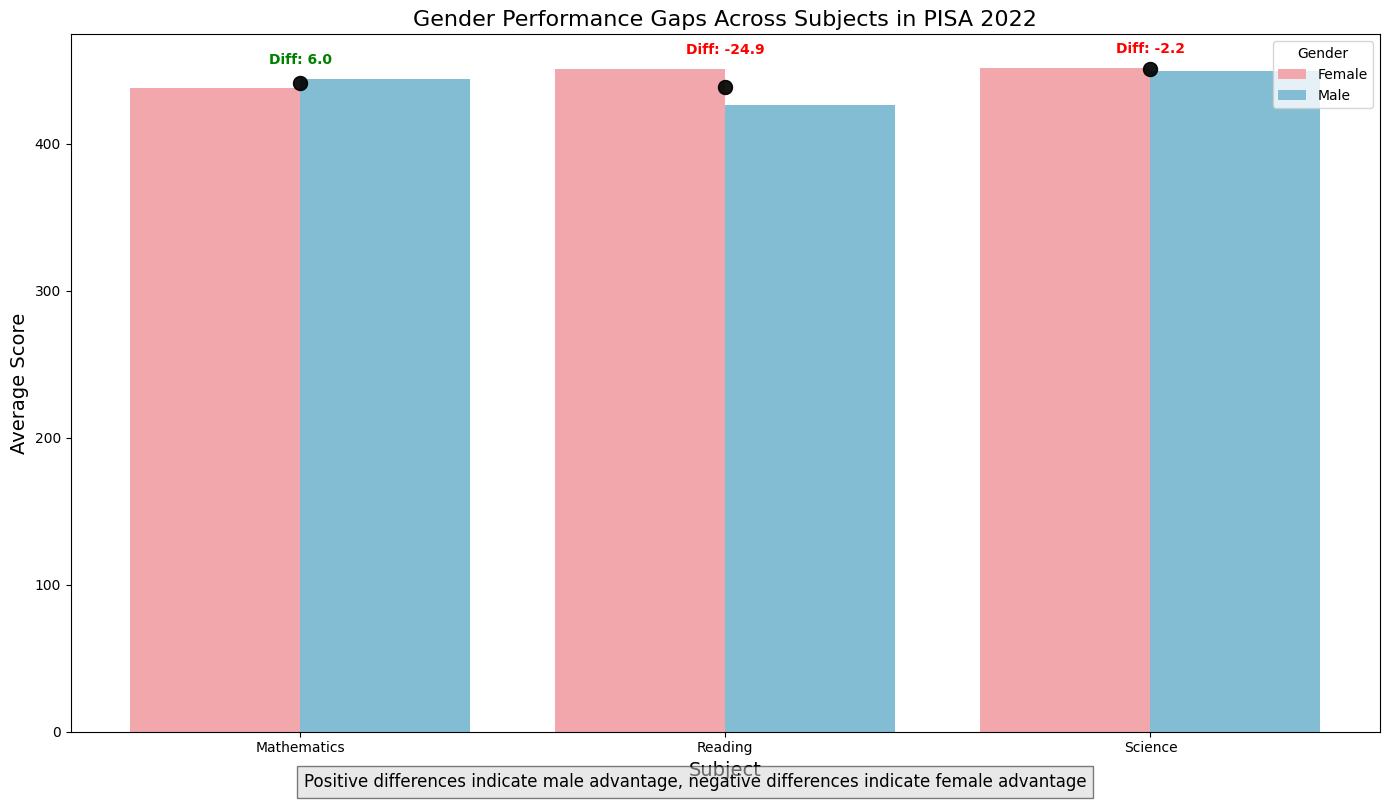 Gender Performance Gaps Across Subjects in PISA 2022
Diff: 6.0
Diff: -24.9
Diff: -2.2
Gender
Female
Male
Average Score
400
300
200
100
0
Mathematics
Reading
Science
Subject
Positive differences indicate male advantage, negative differences indicate female advantage